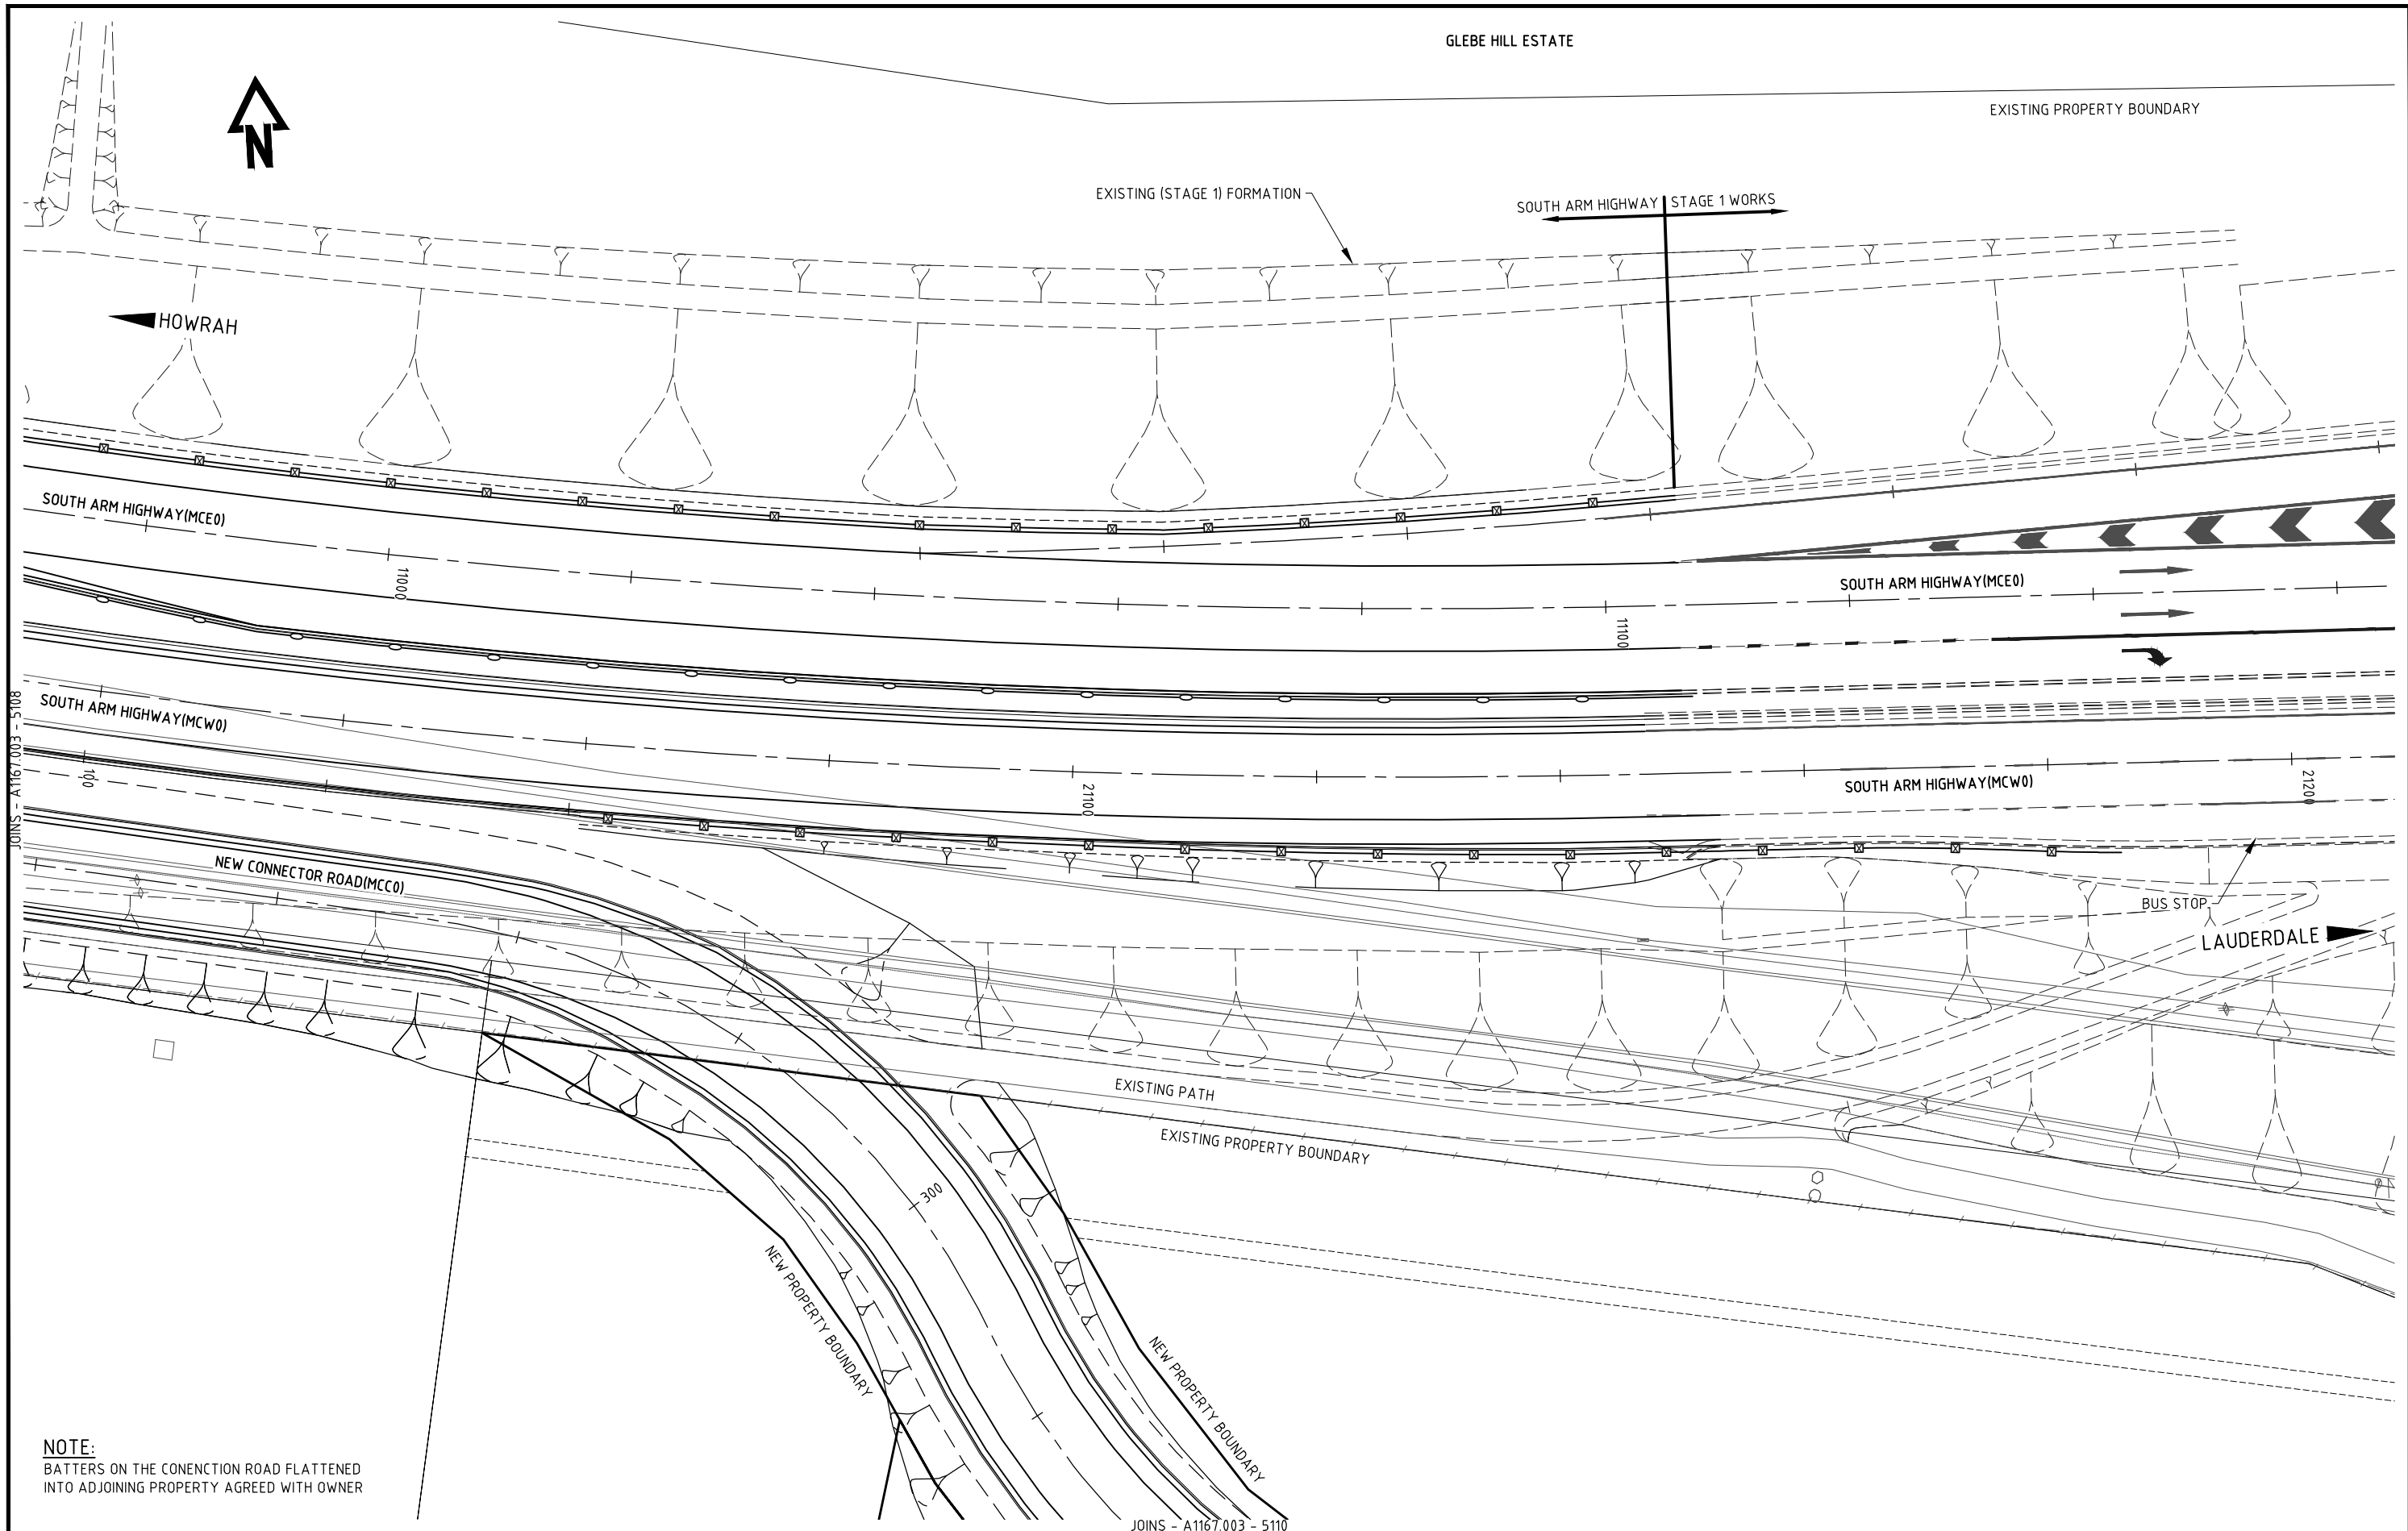 GLEBE HILL ESTATE
EXISTING PROPERTY BOUNDARY
N
EXISTING (STAGE 1) FORMATION
SOUTH ARM HIGHWAY
STAGE 1 WORKS
HOWRAH
SOUTH ARM HIGHWAY(MCE0)
11000
SOUTH ARM HIGHWAY(MCE0)
11100
JOINS - A1167.003 - 5108
SOUTH ARM HIGHWAY(MCW0)
100
21100
SOUTH ARM HIGHWAY(MCW0)
21200
NEW CONNECTOR ROAD(MCC0)
BUS STOP
LAUDERDALE
EXISTING PATH
EXISTING PROPERTY BOUNDARY
300
NEW PROPERTY BOUNDARY
NEW PROPERTY BOUNDARY
NOTE:
BATTERS ON THE CONENCTION ROAD FLATTENED
INTO ADJOINING PROPERTY AGREED WITH OWNER
JOINS - A1167.003 - 5110